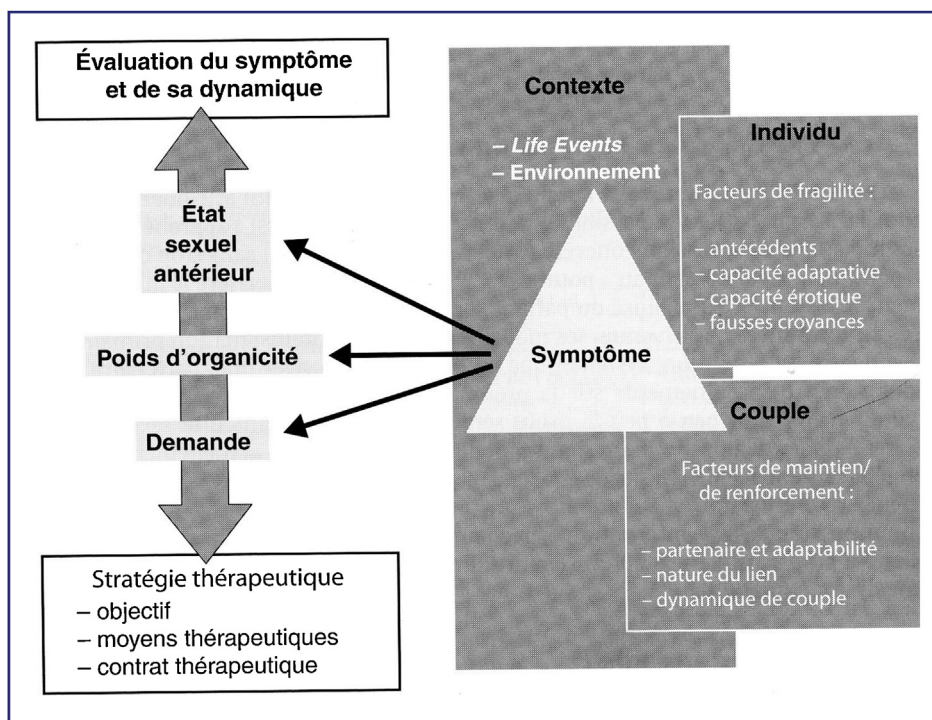 Évaluation du symptôme
et de sa dynamique
État
sexuel
antérieur
Poids d'organicité
Demande
Stratégie thérapeutique
– objectif
– moyens thérapeutiques
– contrat thérapeutique
Contexte
– Life Events
– Environnement
Symptôme
Individu
Facteurs de fragilité :
– antécédents
– capacité adaptative
– capacité érotique
– fausses croyances
Couple
Facteurs de maintien/
de renforcement :
– partenaire et adaptabilité
– nature du lien
– dynamique de couple